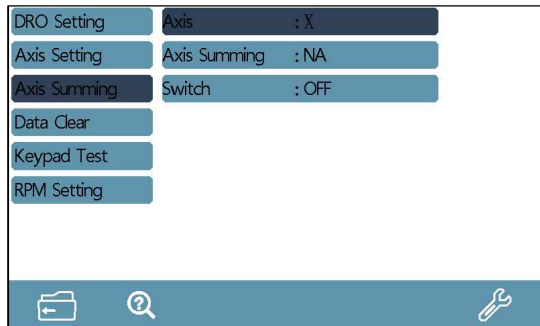 DRO Setting
Axis : X
Axis Setting
Axis Summing : NA
Axis Summing
Switch : OFF
Data Clear
Keypad Test
RPM Setting